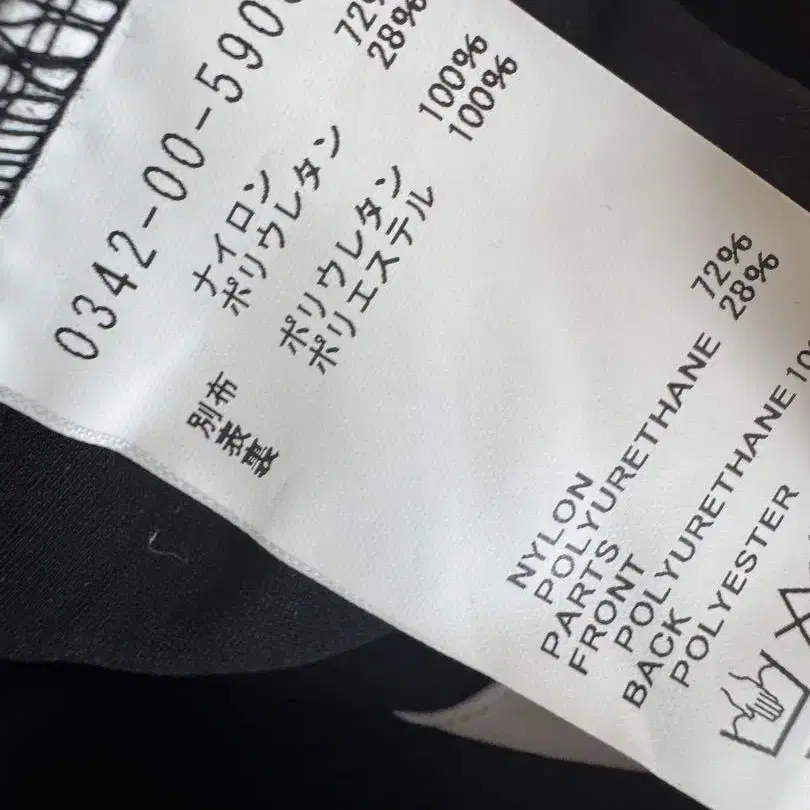 0342-00-590
ナイロン 72%
ポリウレタン 28%
別布
表 ポリウレタン 100%
裏 ポリエステル 100%
NYLON 72%
POLYURETHANE 28%
PARTS
FRONT
POLYURETHANE 10
BACK
POLYESTER